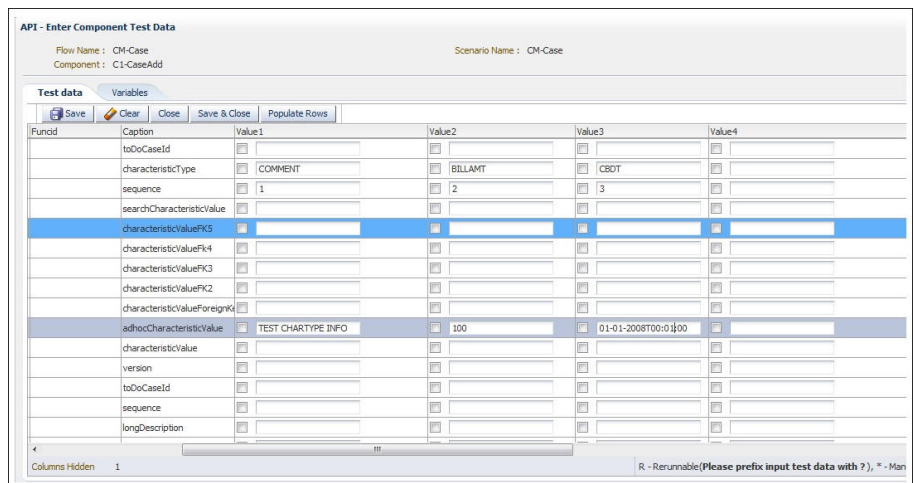 API - Enter Component Test Data
Flow Name : CM-Case Scenario Name : CM-Case
Component : C1-CaseAdd
Test data Variables
Save Clear Close Save & Close Populate Rows
Funcid Caption Value1 Value2 Value3 Value4
toDoCaseId
characteristicType COMMENT BILLAMT CBDT
sequence 1 2 3
searchCharacteristicValue
characteristicValueFK5
characteristicValueFk4
characteristicValueFK3
characteristicValueFK2
characteristicValueForeignKe
adhocCharacteristicValue TEST CHARTYPE INFO 100 01-01-2008T00:01:00
characteristicValue
version
toDoCaseId
sequence
longDescription
Columns Hidden 1 R - Rerunnable(Please prefix input test data with ? ), * - Man